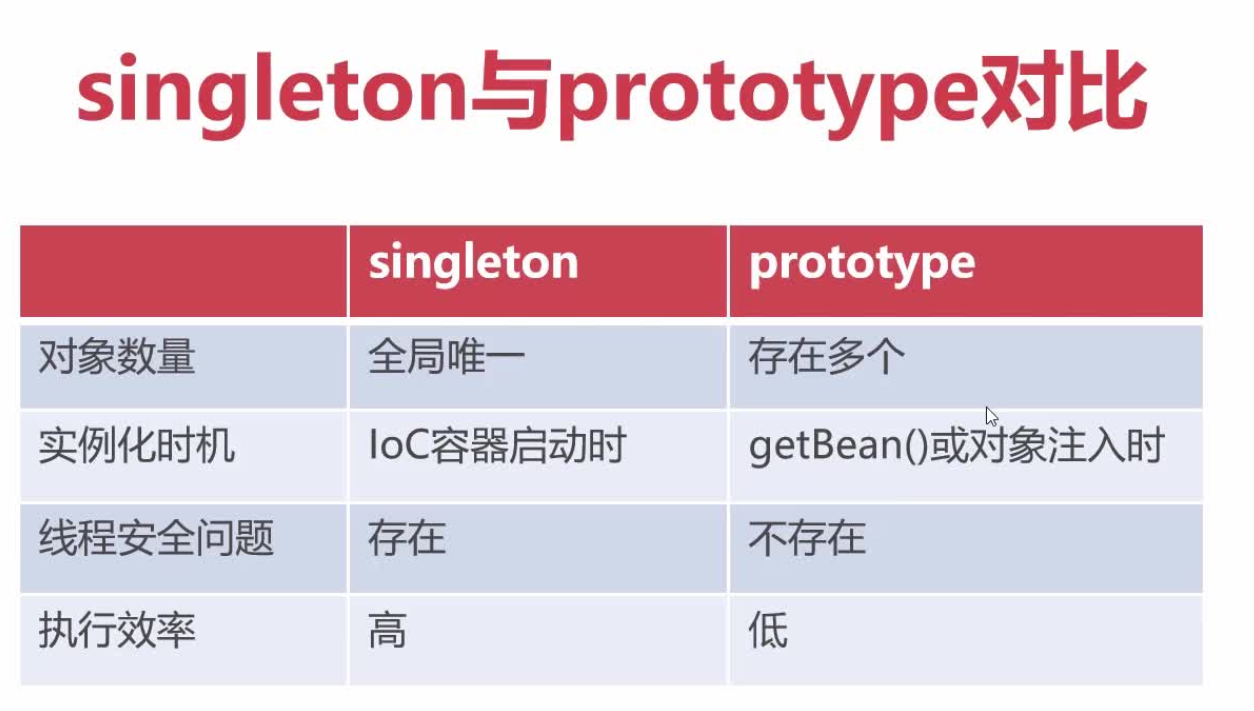 singleton与prototype对比
singleton prototype
对象数量 全局唯一 存在多个
实例化时机 IoC容器启动时 getBean()或对象注入时
线程安全问题 存在 不存在
执行效率 高 低